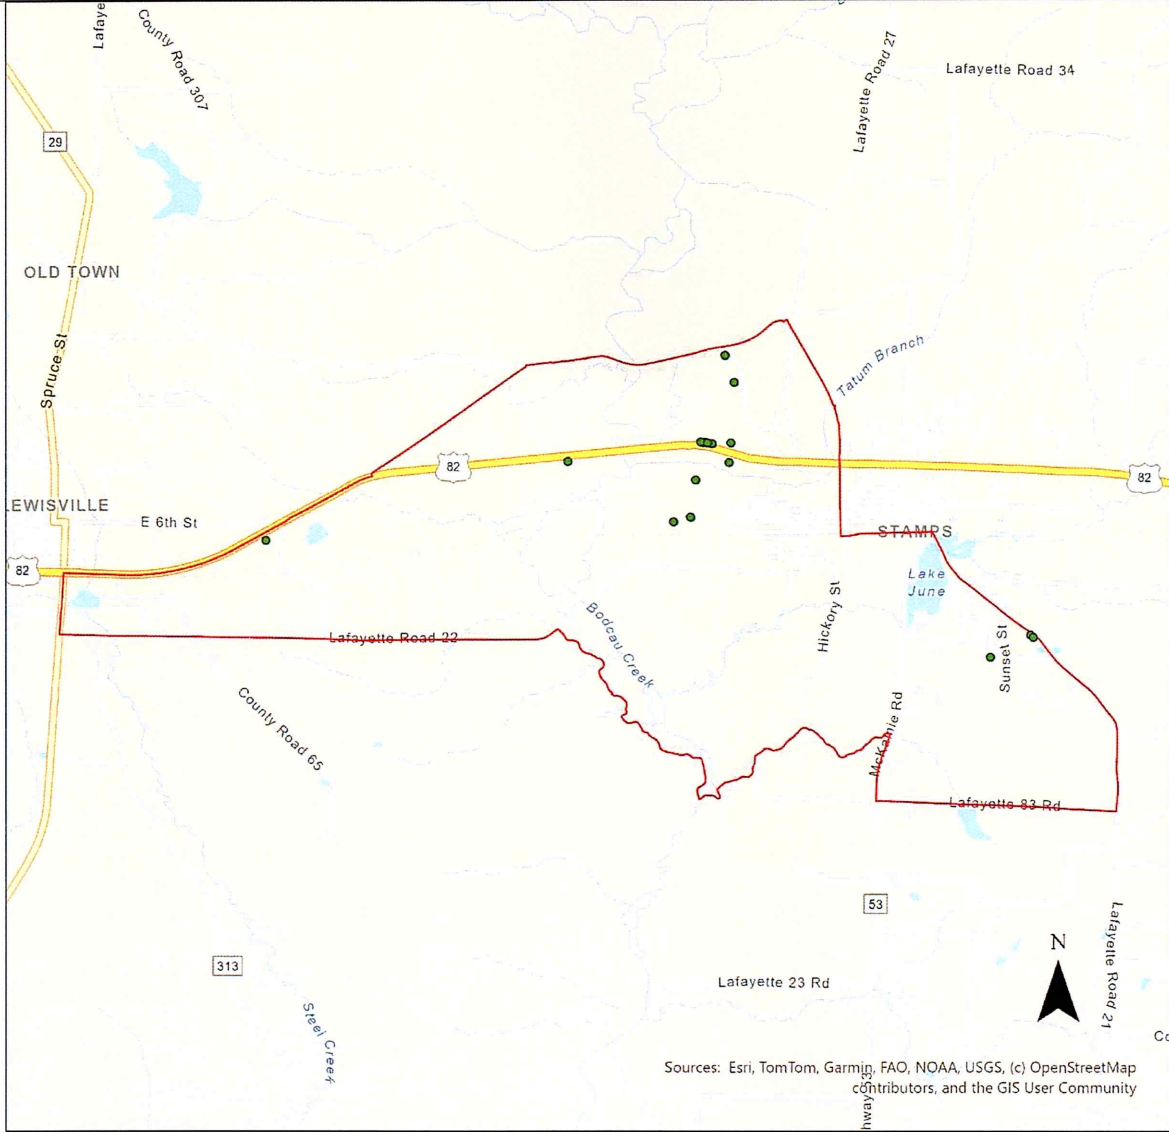 Lafaye
County Road 307
Lafayette Road 27
Lafayette Road 34
29
OLD TOWN
Spruce St
Tatum Branch
82
82
LEWISVILLE
E 6th St
STAMPS
82
Lake
June
Bodcau Creek
Hickory St
Lafayette Road 22
Sunset St
County Road 65
McKamie Rd
Lafayette 83 Rd
53
N
313
Lafayette 23 Rd
Lafayette Road 21
Steel Creek
Co
Sources: Esri, TomTom, Garmin, FAO, NOAA, USGS, (c) OpenStreetMap
contributors, and the GIS User Community